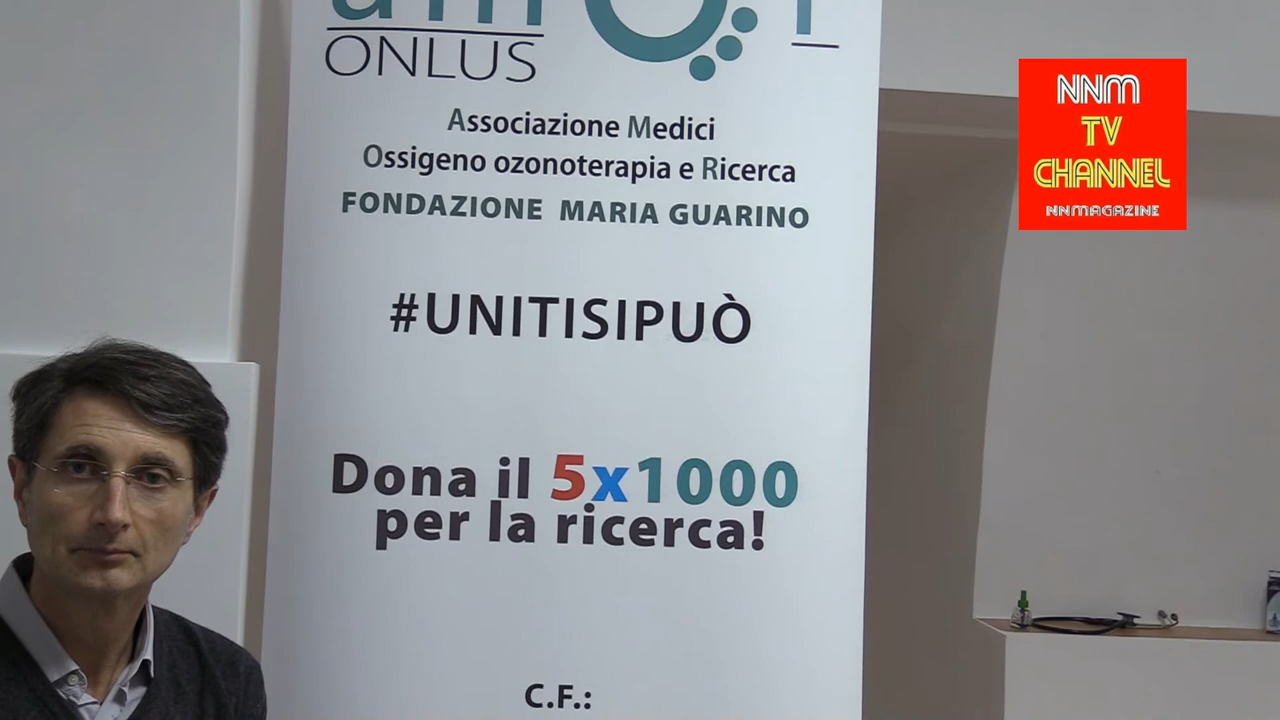 ONLUS
Associazione Medici
Ossigeno ozonoterapia e Ricerca
FONDAZIONE MARIA GUARINO
#UNITISIPUÒ
Dona il 5x1000
per la ricerca!
C.F.:
NNM
TV
CHANNEL
NNMAGAZINE